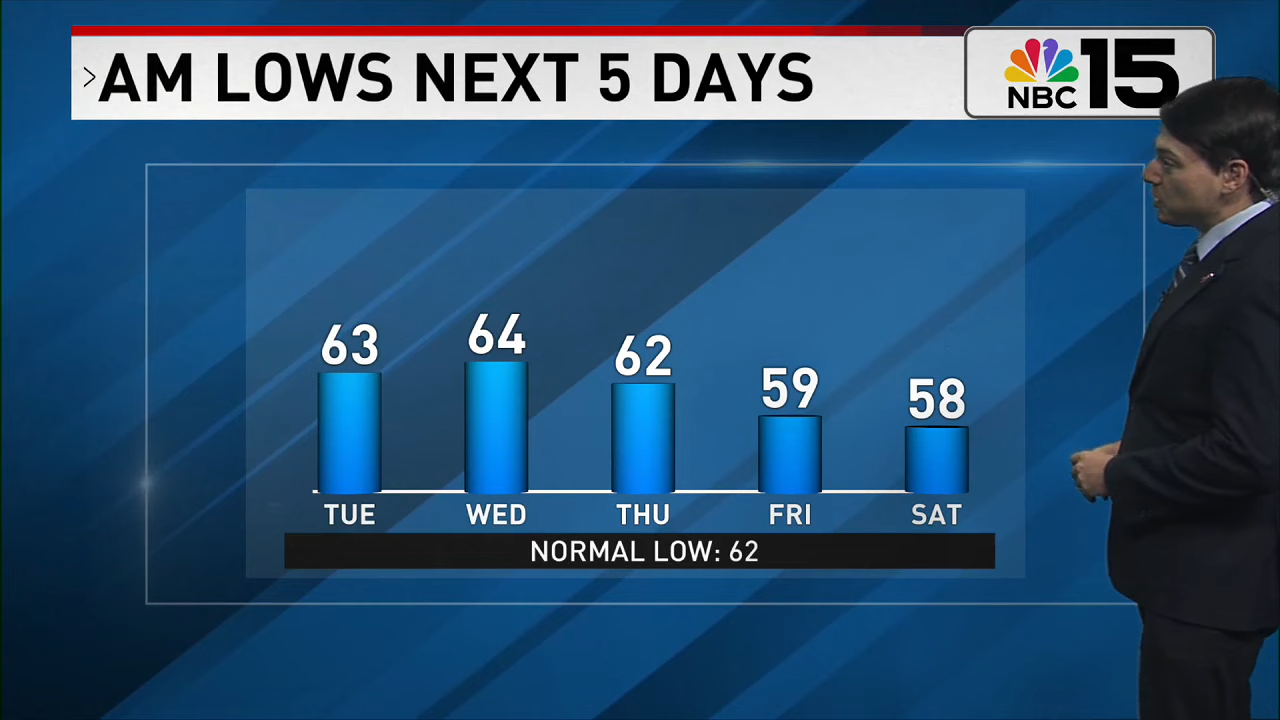 >AM LOWS NEXT 5 DAYS
NBC 15
63 64 62 59 58
TUE WED THU FRI SAT
NORMAL LOW: 62